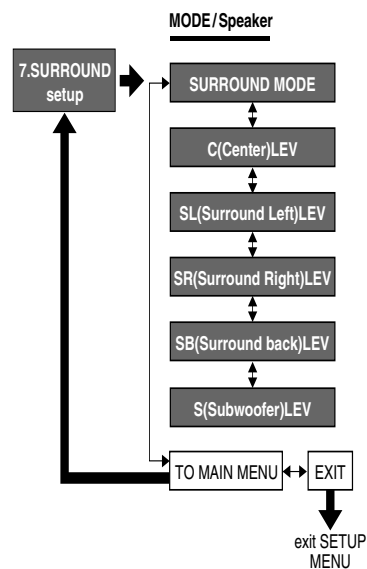 MODE/Speaker
7.SURROUND
setup
SURROUND MODE
C(Center)LEV
SL(Surround Left)LEV
SR(Surround Right)LEV
SB(Surround back)LEV
S(Subwoofer)LEV
TO MAIN MENU
EXIT
exit SETUP
MENU